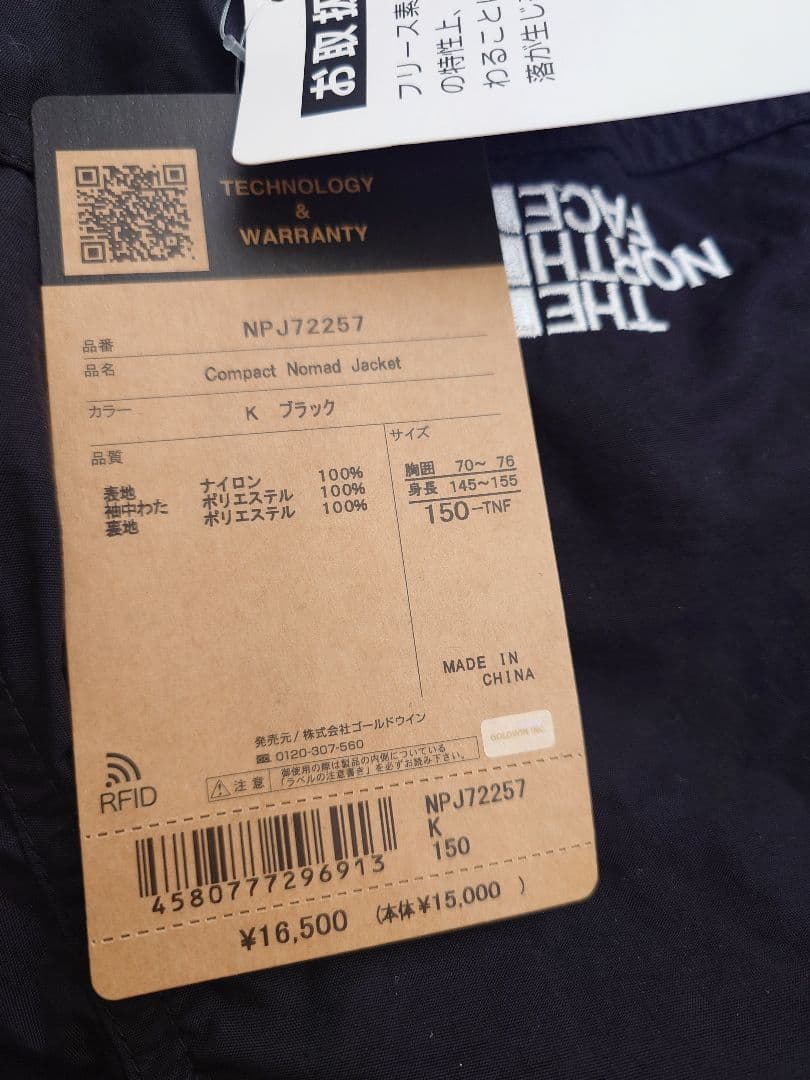 お取扱
フリース素
の特性上、
わること
落が生じ
TECHNOLOGY
&
WARRANTY
THE
NORTH
FACE
品番 NPJ72257
品名 Compact Nomad Jacket
カラー K ブラック
品質
表地 ナイロン 100%
袖中わた ポリエステル 100%
裏地 ポリエステル 100%
サイズ
胸囲 70～ 76
身長 145～155
150-TNF
MADE IN
CHINA
発売元/株式会社ゴールドウイン
0120-307-560
注意
御使用の際は製品の内側についている
「ラベルの注意書き」を必ずお読み下さい。
GOLDWIN INC.
RFID
4580777296913
NPJ72257
K
150
¥16,500 (本体¥15,000 )